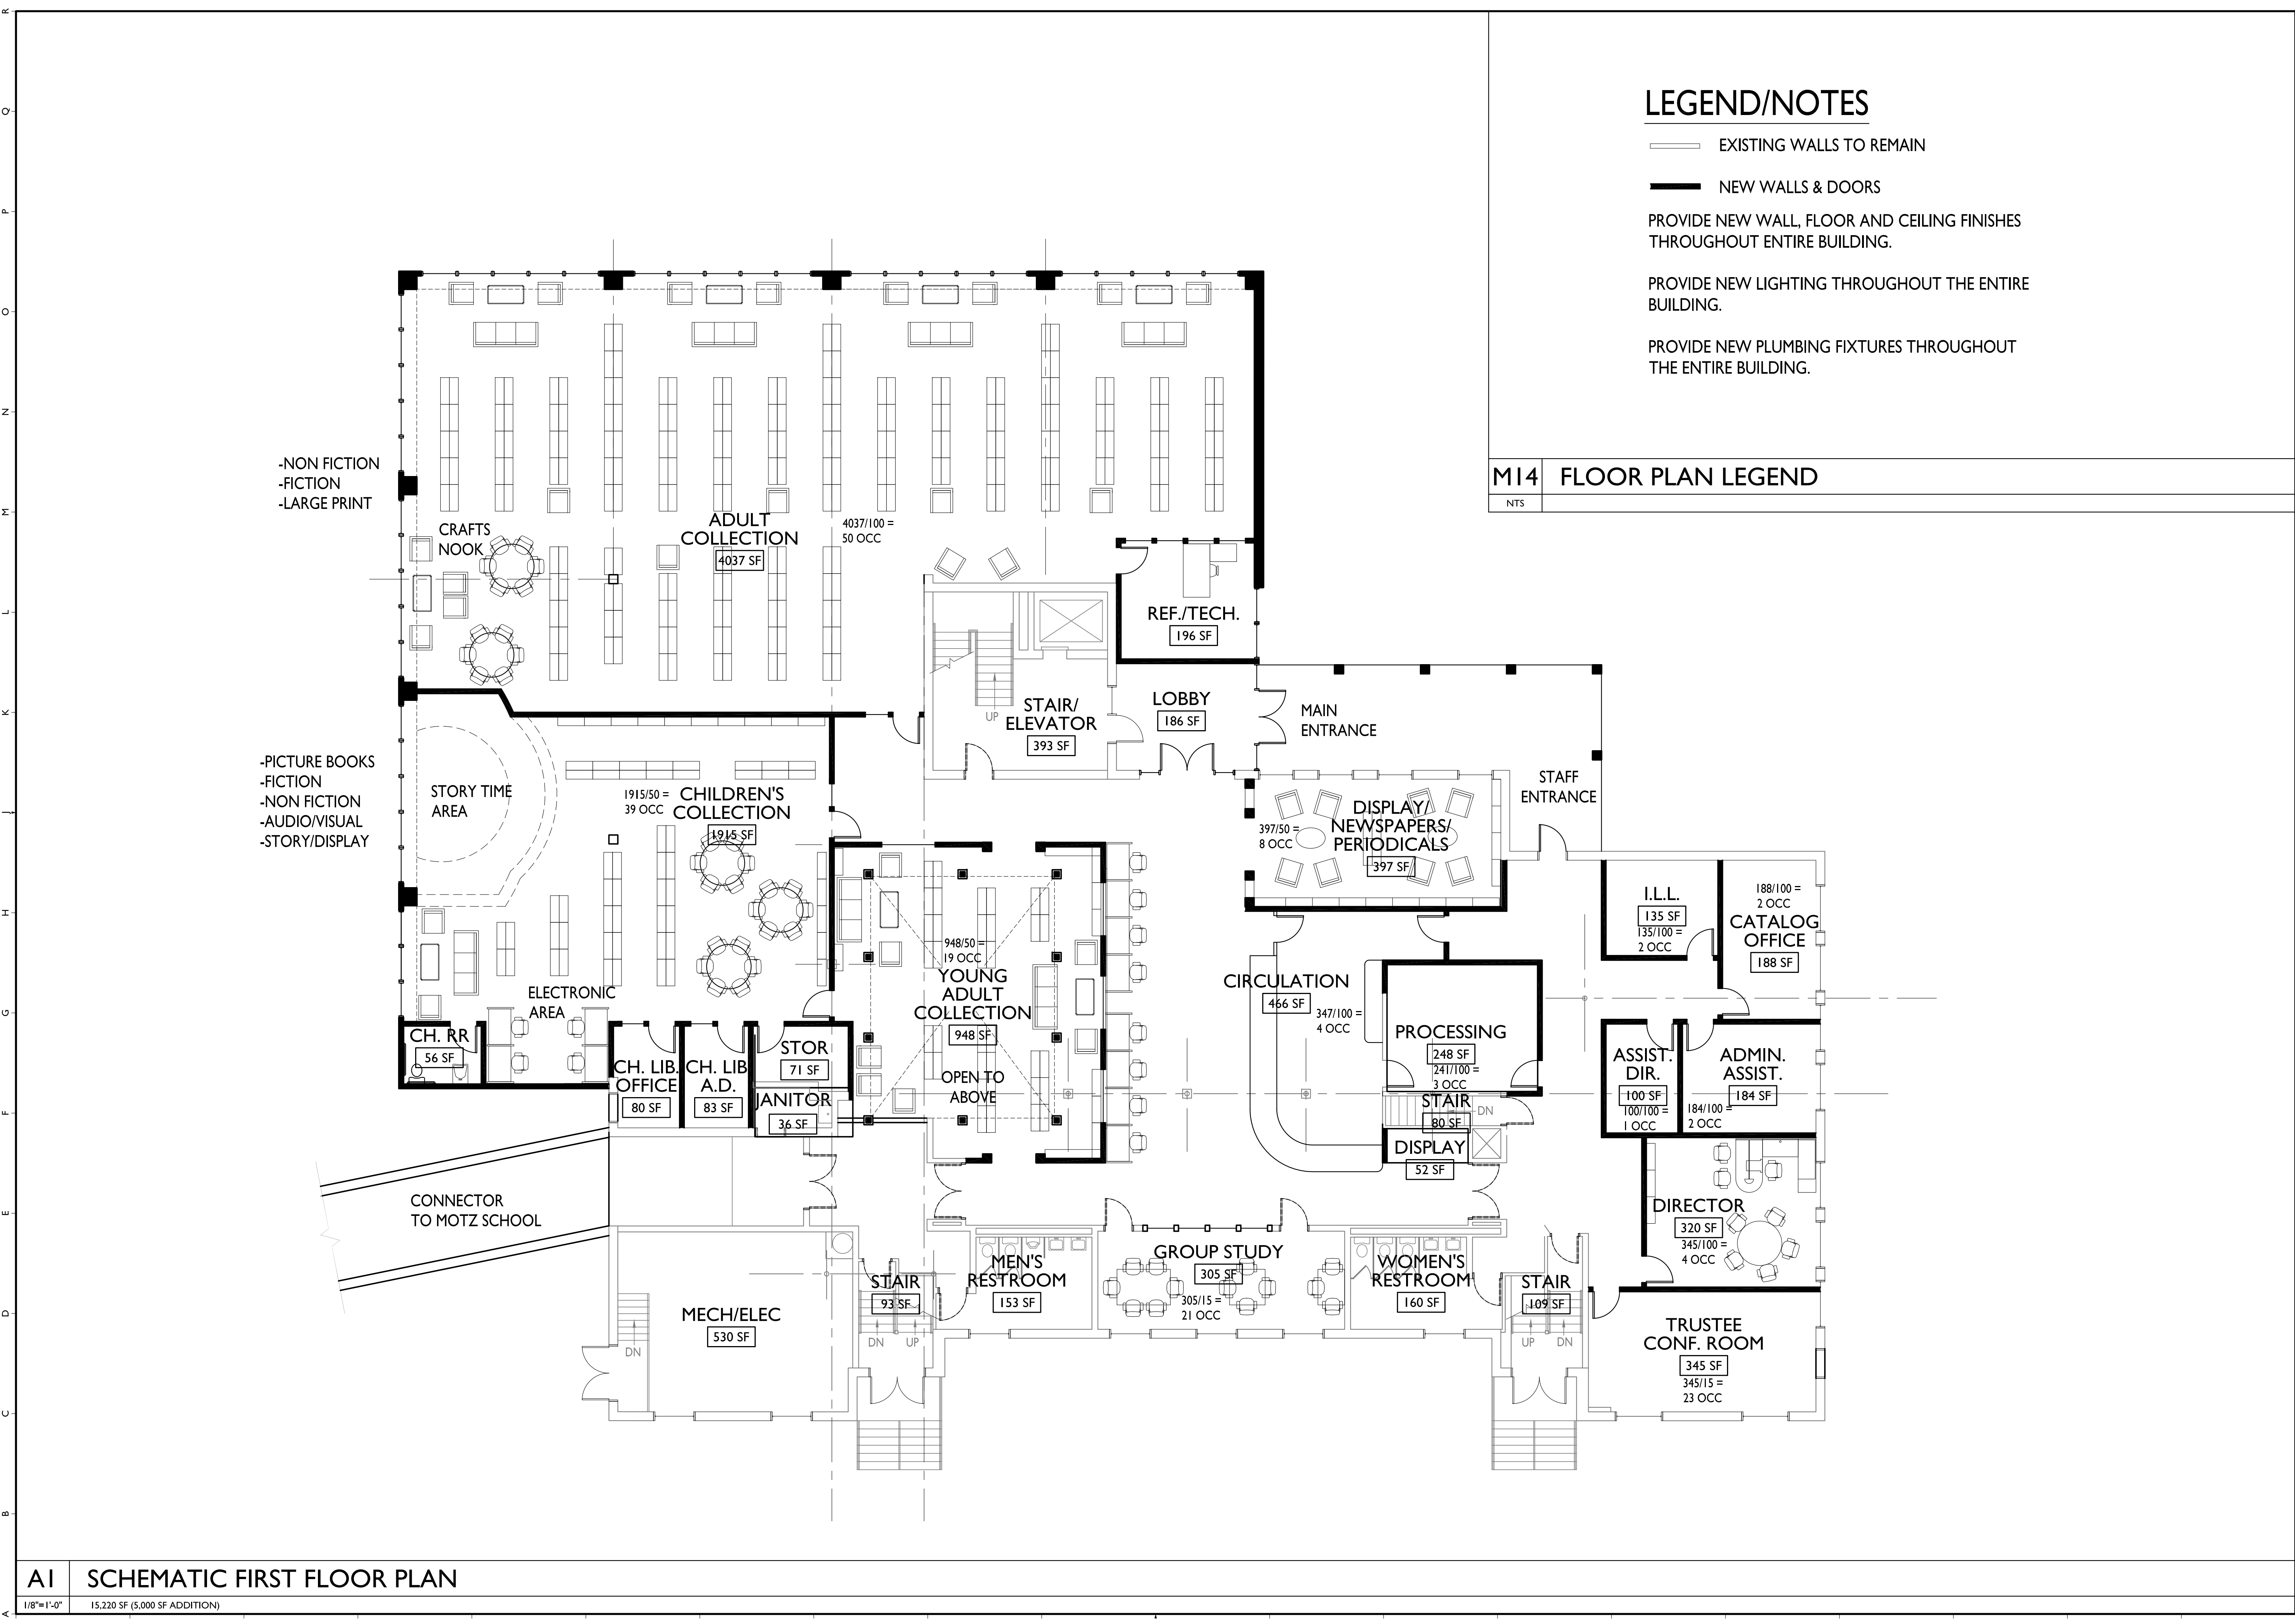 LEGEND/NOTES
EXISTING WALLS TO REMAIN
NEW WALLS & DOORS
PROVIDE NEW WALL, FLOOR AND CEILING FINISHES
THROUGHOUT ENTIRE BUILDING.
PROVIDE NEW LIGHTING THROUGHOUT THE ENTIRE
BUILDING.
PROVIDE NEW PLUMBING FIXTURES THROUGHOUT
THE ENTIRE BUILDING.
M14 FLOOR PLAN LEGEND
NTS
R
Q
P
O
N
M
L
K
J
H
G
F
E
D
C
B
A
-NON FICTION
-FICTION
-LARGE PRINT
CRAFTS
NOOK
ADULT
COLLECTION
4037 SF
4037/100 =
50 OCC
REF./TECH.
196 SF
UP
STAIR/
ELEVATOR
393 SF
LOBBY
186 SF
MAIN
ENTRANCE
STAFF
ENTRANCE
-PICTURE BOOKS
-FICTION
-NON FICTION
-AUDIO/VISUAL
-STORY/DISPLAY
STORY TIME
AREA
1915/50 =
39 OCC
CHILDREN'S
COLLECTION
1915 SF
397/50 =
8 OCC
DISPLAY/
NEWSPAPERS/
PERIODICALS
397 SF
I.L.L.
135 SF
135/100 =
2 OCC
188/100 =
2 OCC
CATALOG
OFFICE
188 SF
948/50 =
19 OCC
YOUNG
ADULT
COLLECTION
948 SF
OPEN TO
ABOVE
CIRCULATION
466 SF
347/100 =
4 OCC
PROCESSING
248 SF
241/100 =
3 OCC
STAIR
80 SF
DN
DISPLAY
52 SF
ELECTRONIC
AREA
CH. RR
56 SF
CH. LIB.
OFFICE
80 SF
CH. LIB
A.D.
83 SF
STOR
71 SF
JANITOR
36 SF
ASSIST.
DIR.
100 SF
100/100 =
1 OCC
ADMIN.
ASSIST.
184 SF
184/100 =
2 OCC
DIRECTOR
320 SF
345/100 =
4 OCC
CONNECTOR
TO MOTZ SCHOOL
MECH/ELEC
530 SF
DN
STAIR
93 SF
DN
UP
MEN'S
RESTROOM
153 SF
GROUP STUDY
305 SF
305/15 =
21 OCC
WOMEN'S
RESTROOM
160 SF
STAIR
109 SF
UP
DN
TRUSTEE
CONF. ROOM
345 SF
345/15 =
23 OCC
A1 SCHEMATIC FIRST FLOOR PLAN
1/8"=1'-0" 15,220 SF (5,000 SF ADDITION)